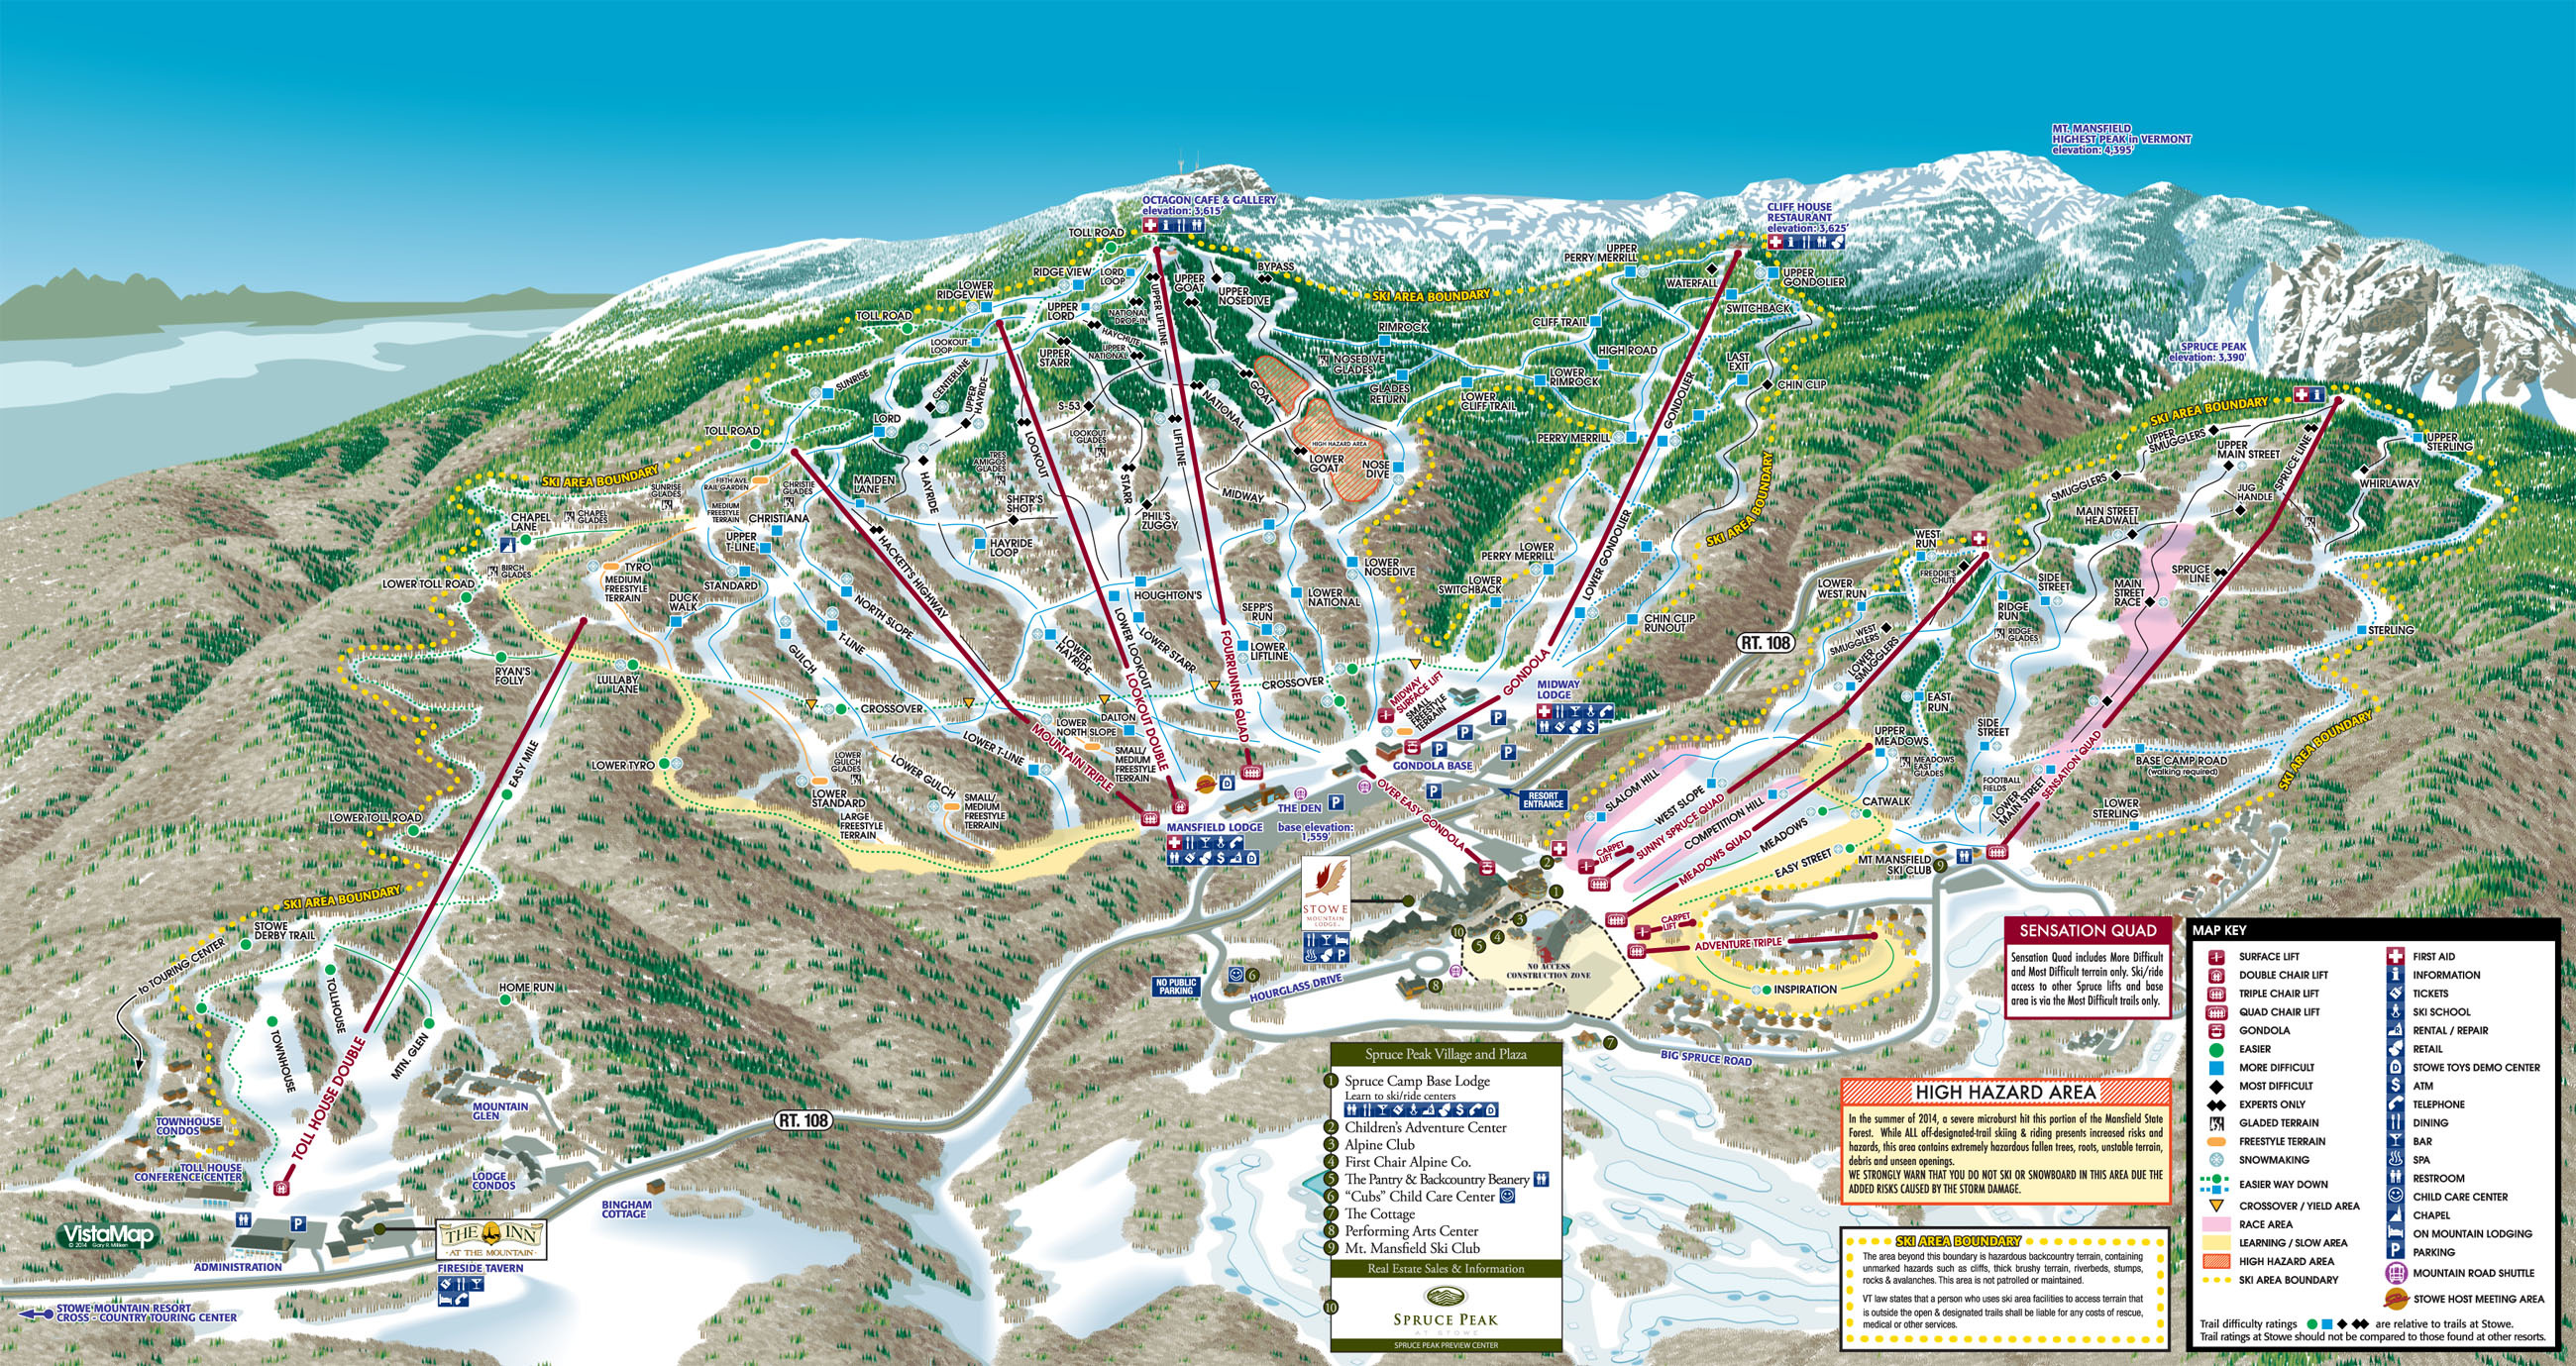 MT. MANSFIELD
HIGHEST PEAK in VERMONT
elevation: 4,395'
OCTAGON CAFE & GALLERY
elevation: 3,615'
CLIFF HOUSE
RESTAURANT
elevation: 3,625'
SPRUCE PEAK
elevation: 3,390'
TOLL ROAD
RIDGE VIEW
LORD
LOOP
LOWER
RIDGEVIEW
UPPER
LORD
TOLL ROAD
LOOKOUT
LOOP
UPPER
STARR
NATIONAL
DROP-IN
HAYCHUTE
UPPER
NATIONAL
UPPER LIFTLINE
UPPER
GOAT
UPPER
NOSEDIVE
BYPASS
SKI AREA BOUNDARY
UPPER
PERRY MERRILL
WATERFALL
UPPER
GONDOLIER
SWITCHBACK
CLIFF TRAIL
RIMROCK
HIGH ROAD
NOSEDIVE
GLADES
GLADES
RETURN
LOWER
RIMROCK
LOWER
CLIFF TRAIL
LAST
EXIT
CHIN CLIP
GONDOLIER
PERRY MERRILL
SUNRISE
CENTERLINE
UPPER
HAYRIDE
LORD
TOLL ROAD
S-53
LOOKOUT
GLADES
LOOKOUT
TRES
AMIGOS
GLADES
HAYRIDE
STARR
LIFTLINE
NATIONAL
GOAT
HIGH HAZARD AREA
LOWER
GOAT
NOSE
DIVE
MIDWAY
PHIL'S
ZUGGY
SHFTR'S
SHOT
HAYRIDE
LOOP
MAIDEN
LANE
SKI AREA BOUNDARY
SUNRISE
GLADES
FIFTH AVE
RAIL GARDEN
CHRISTIE
GLADES
MEDIUM
FREESTYLE
TERRAIN
CHRISTIANA
UPPER
T-LINE
STANDARD
HACKETT'S HIGHWAY
CHAPEL
LANE
CHAPEL
GLADES
BIRCH
GLADES
LOWER TOLL ROAD
TYRO
MEDIUM
FREESTYLE
TERRAIN
DUCK
WALK
NORTH SLOPE
T-LINE
GULCH
HOUGHTON'S
LOWER
HAYRIDE
LOWER LOOKOUT
LOWER STARR
SEPP'S
RUN
LOWER
LIFTLINE
LOWER
NATIONAL
LOWER
NOSEDIVE
LOWER
PERRY MERRILL
LOWER
SWITCHBACK
LOWER GONDOLIER
CHIN CLIP
RUNOUT
SKI AREA BOUNDARY
RYAN'S
FOLLY
LULLABY
LANE
CROSSOVER
CROSSOVER
LOWER TYRO
EASY MILE
LOWER TOLL ROAD
SKI AREA BOUNDARY
LOWER
GULCH
GLADES
LOWER
STANDARD
LARGE
FREESTYLE
TERRAIN
LOWER GULCH
SMALL/
MEDIUM
FREESTYLE
TERRAIN
LOWER T-LINE
LOWER
NORTH SLOPE
DALTON
SMALL/
MEDIUM
FREESTYLE
TERRAIN
MOUNTAIN TRIPLE
LOOKOUT DOUBLE
FOURRUNNER QUAD
MIDWAY
SURFACE LIFT
SMALL
FREESTYLE
TERRAIN
GONDOLA
MIDWAY
LODGE
GONDOLA BASE
THE DEN
base elevation:
1,559'
MANSFIELD LODGE
OVER EASY GONDOLA
RESORT
ENTRANCE
RT. 108
SKI AREA BOUNDARY
UPPER
SMUGGLERS
UPPER
MAIN STREET
SPRUCE LINE
UPPER
STERLING
WHIRLAWAY
SMUGGLERS
JUG
HANDLE
MAIN STREET
HEADWALL
WEST
RUN
FREDDIE'S
CHUTE
LOWER
WEST RUN
SIDE
STREET
RIDGE
RUN
RIDGE
GLADES
MAIN
STREET
RACE
SPRUCE
LINE
STERLING
WEST
SMUGGLERS
LOWER
SMUGGLERS
EAST
RUN
SIDE
STREET
UPPER
MEADOWS
MEADOWS
EAST
GLADES
FOOTBALL
FIELDS
BASE CAMP ROAD
(walking required)
LOWER
STERLING
SKI AREA BOUNDARY
LOWER
MAIN STREET
SENSATION QUAD
SLALOM HILL
WEST SLOPE
SUNNY SPRUCE QUAD
COMPETITION HILL
MEADOWS QUAD
MEADOWS
CATWALK
EASY STREET
CARPET
LIFT
MT MANSFIELD
SKI CLUB
9
CARPET
LIFT
ADVENTURE TRIPLE
INSPIRATION
BIG SPRUCE ROAD
STOWE
MOUNTAIN
LODGE
NO ACCESS
CONSTRUCTION ZONE
HOURGLASS DRIVE
NO PUBLIC
PARKING
STOWE
DERBY TRAIL
to TOURING CENTER
TOLLHOUSE
TOWNHOUSE
MTN. GLEN
HOME RUN
TOLL HOUSE DOUBLE
TOWNHOUSE
CONDOS
TOLL HOUSE
CONFERENCE CENTER
MOUNTAIN
GLEN
LODGE
CONDOS
BINGHAM
COTTAGE
RT. 108
VistaMap
© 2014 Gary R. Milliken
ADMINISTRATION
THE INN
· AT THE MOUNTAIN ·
FIRESIDE TAVERN
STOWE MOUNTAIN RESORT
CROSS - COUNTRY TOURING CENTER
Spruce Peak Village and Plaza
1 Spruce Camp Base Lodge
Learn to ski/ride centers
2 Children's Adventure Center
3 Alpine Club
4 First Chair Alpine Co.
5 The Pantry & Backcountry Beanery
6 "Cubs" Child Care Center
7 The Cottage
8 Performing Arts Center
9 Mt. Mansfield Ski Club
Real Estate Sales & Information
10
SPRUCE PEAK
AT STOWE
SPRUCE PEAK PREVIEW CENTER
SENSATION QUAD
Sensation Quad includes More Difficult
and Most Difficult terrain only. Ski/ride
access to other Spruce lifts and base
area is via the Most Difficult trails only.
HIGH HAZARD AREA
In the summer of 2014, a severe microburst hit this portion of the Mansfield State
Forest. While ALL off-designated-trail skiing & riding presents increased risks and
hazards, this area contains extremely hazardous fallen trees, roots, unstable terrain,
debris and unseen openings.
WE STRONGLY WARN THAT YOU DO NOT SKI OR SNOWBOARD IN THIS AREA DUE THE
ADDED RISKS CAUSED BY THE STORM DAMAGE.
SKI AREA BOUNDARY
The area beyond this boundary is hazardous backcountry terrain, containing
unmarked hazards such as cliffs, thick brushy terrain, riverbeds, stumps,
rocks & avalanches. This area is not patrolled or maintained.
VT law states that a person who uses ski area facilities to access terrain that
is outside the open & designated trails shall be liable for any costs of rescue,
medical or other services.
MAP KEY
SURFACE LIFT
DOUBLE CHAIR LIFT
TRIPLE CHAIR LIFT
QUAD CHAIR LIFT
GONDOLA
EASIER
MORE DIFFICULT
MOST DIFFICULT
EXPERTS ONLY
GLADED TERRAIN
FREESTYLE TERRAIN
SNOWMAKING
EASIER WAY DOWN
CROSSOVER / YIELD AREA
RACE AREA
LEARNING / SLOW AREA
HIGH HAZARD AREA
SKI AREA BOUNDARY
FIRST AID
INFORMATION
TICKETS
SKI SCHOOL
RENTAL / REPAIR
RETAIL
STOWE TOYS DEMO CENTER
ATM
TELEPHONE
DINING
BAR
SPA
RESTROOM
CHILD CARE CENTER
CHAPEL
ON MOUNTAIN LODGING
PARKING
MOUNTAIN ROAD SHUTTLE
STOWE HOST MEETING AREA
Trail difficulty ratings are relative to trails at Stowe.
Trail ratings at Stowe should not be compared to those found at other resorts.